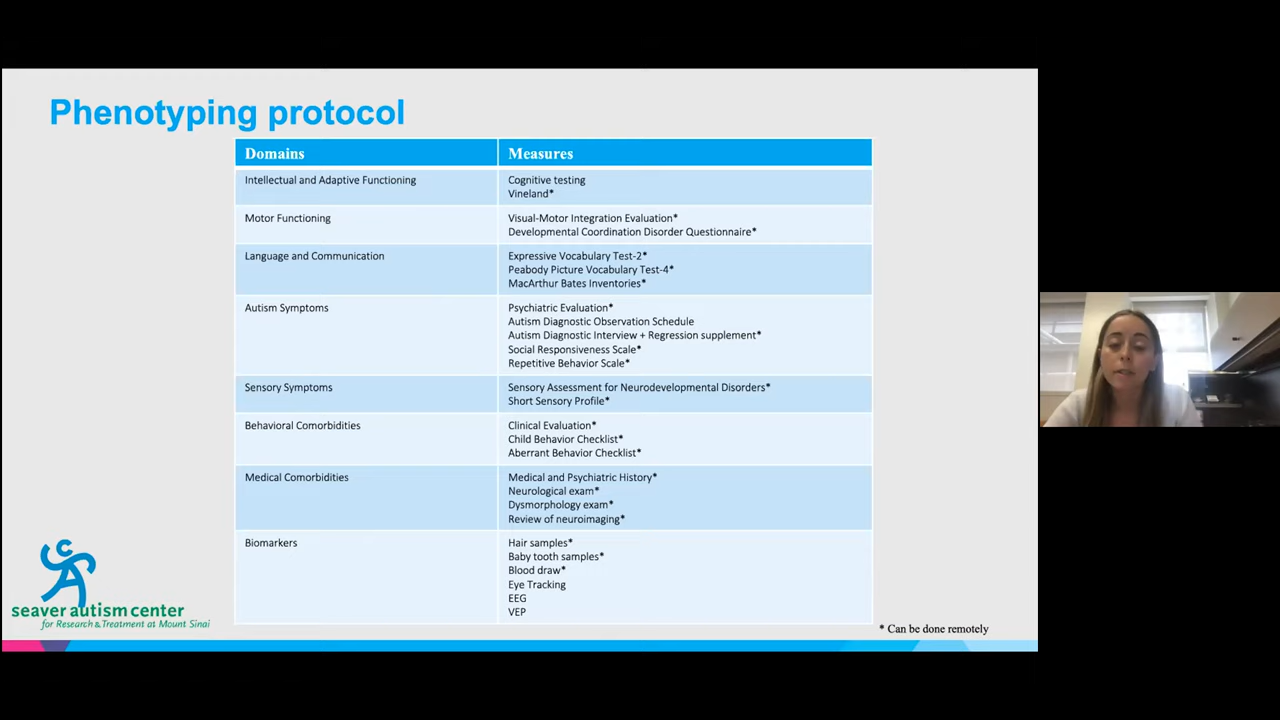 Phenotyping protocol
Domains Measures
Intellectual and Adaptive Functioning Cognitive testing
Vineland*
Motor Functioning Visual-Motor Integration Evaluation*
Developmental Coordination Disorder Questionnaire*
Language and Communication Expressive Vocabulary Test-2*
Peabody Picture Vocabulary Test-4*
MacArthur Bates Inventories*
Autism Symptoms Psychiatric Evaluation*
Autism Diagnostic Observation Schedule
Autism Diagnostic Interview + Regression supplement*
Social Responsiveness Scale*
Repetitive Behavior Scale*
Sensory Symptoms Sensory Assessment for Neurodevelopmental Disorders*
Short Sensory Profile*
Behavioral Comorbidities Clinical Evaluation*
Child Behavior Checklist*
Aberrant Behavior Checklist*
Medical Comorbidities Medical and Psychiatric History*
Neurological exam*
Dysmorphology exam*
Review of neuroimaging*
Biomarkers Hair samples*
Baby tooth samples*
Blood draw*
Eye Tracking
EEG
VEP
seaver autism center
for Research & Treatment at Mount Sinai
* Can be done remotely